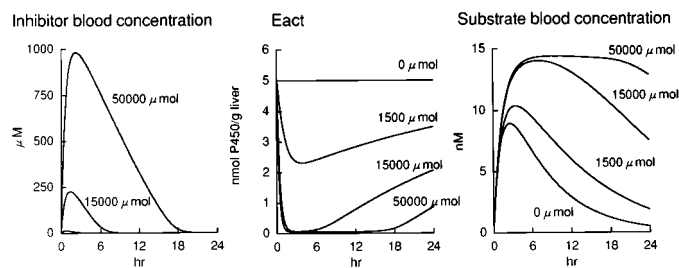 Inhibitor blood concentration
1000
750
500
250
0
μM
50000 μmol
15000 μmol
0 6 12 18 24
hr
Eact
6
5
4
3
2
1
0
nmol P450/g liver
0 μmol
1500 μmol
15000 μmol
50000 μmol
0 6 12 18 24
hr
Substrate blood concentration
15
10
5
0
nM
50000 μmol
15000 μmol
1500 μmol
0 μmol
0 6 12 18 24
hr